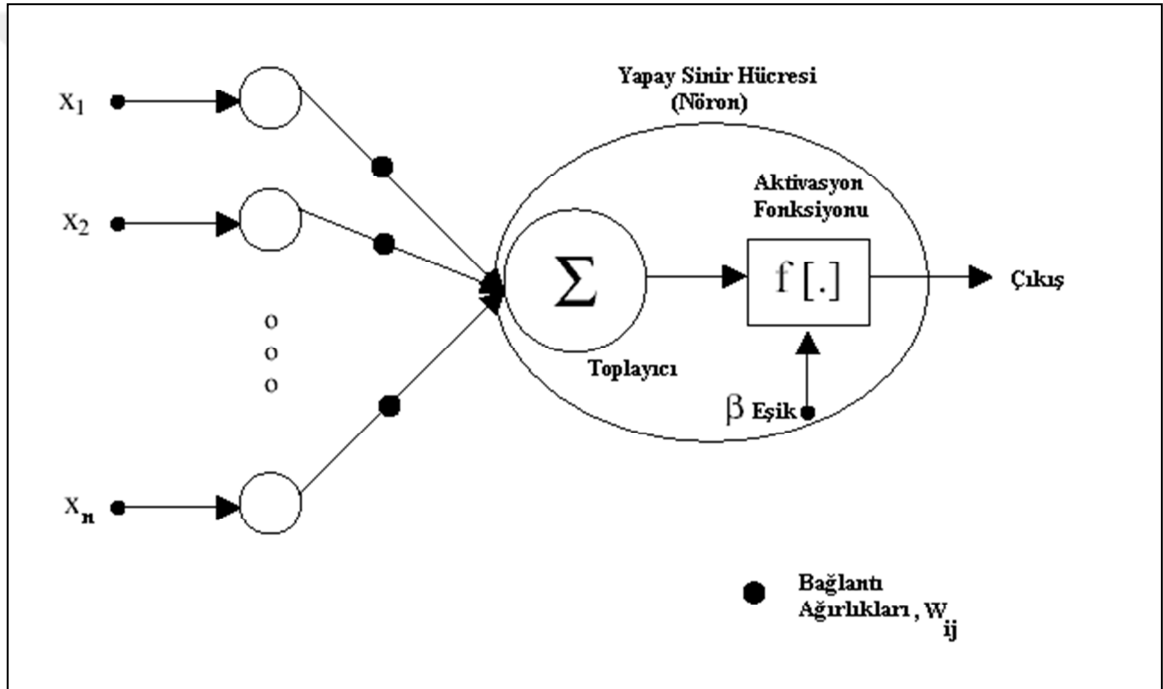 Yapay Sinir Hücresi
(Nöron)
X1
Aktivasyon
Fonksiyonu
X2
Σ
f [.]
Çıkış
o
o
o
Toplayıcı
β Eşik
Xn
Bağlantı
Ağırlıkları , Wij